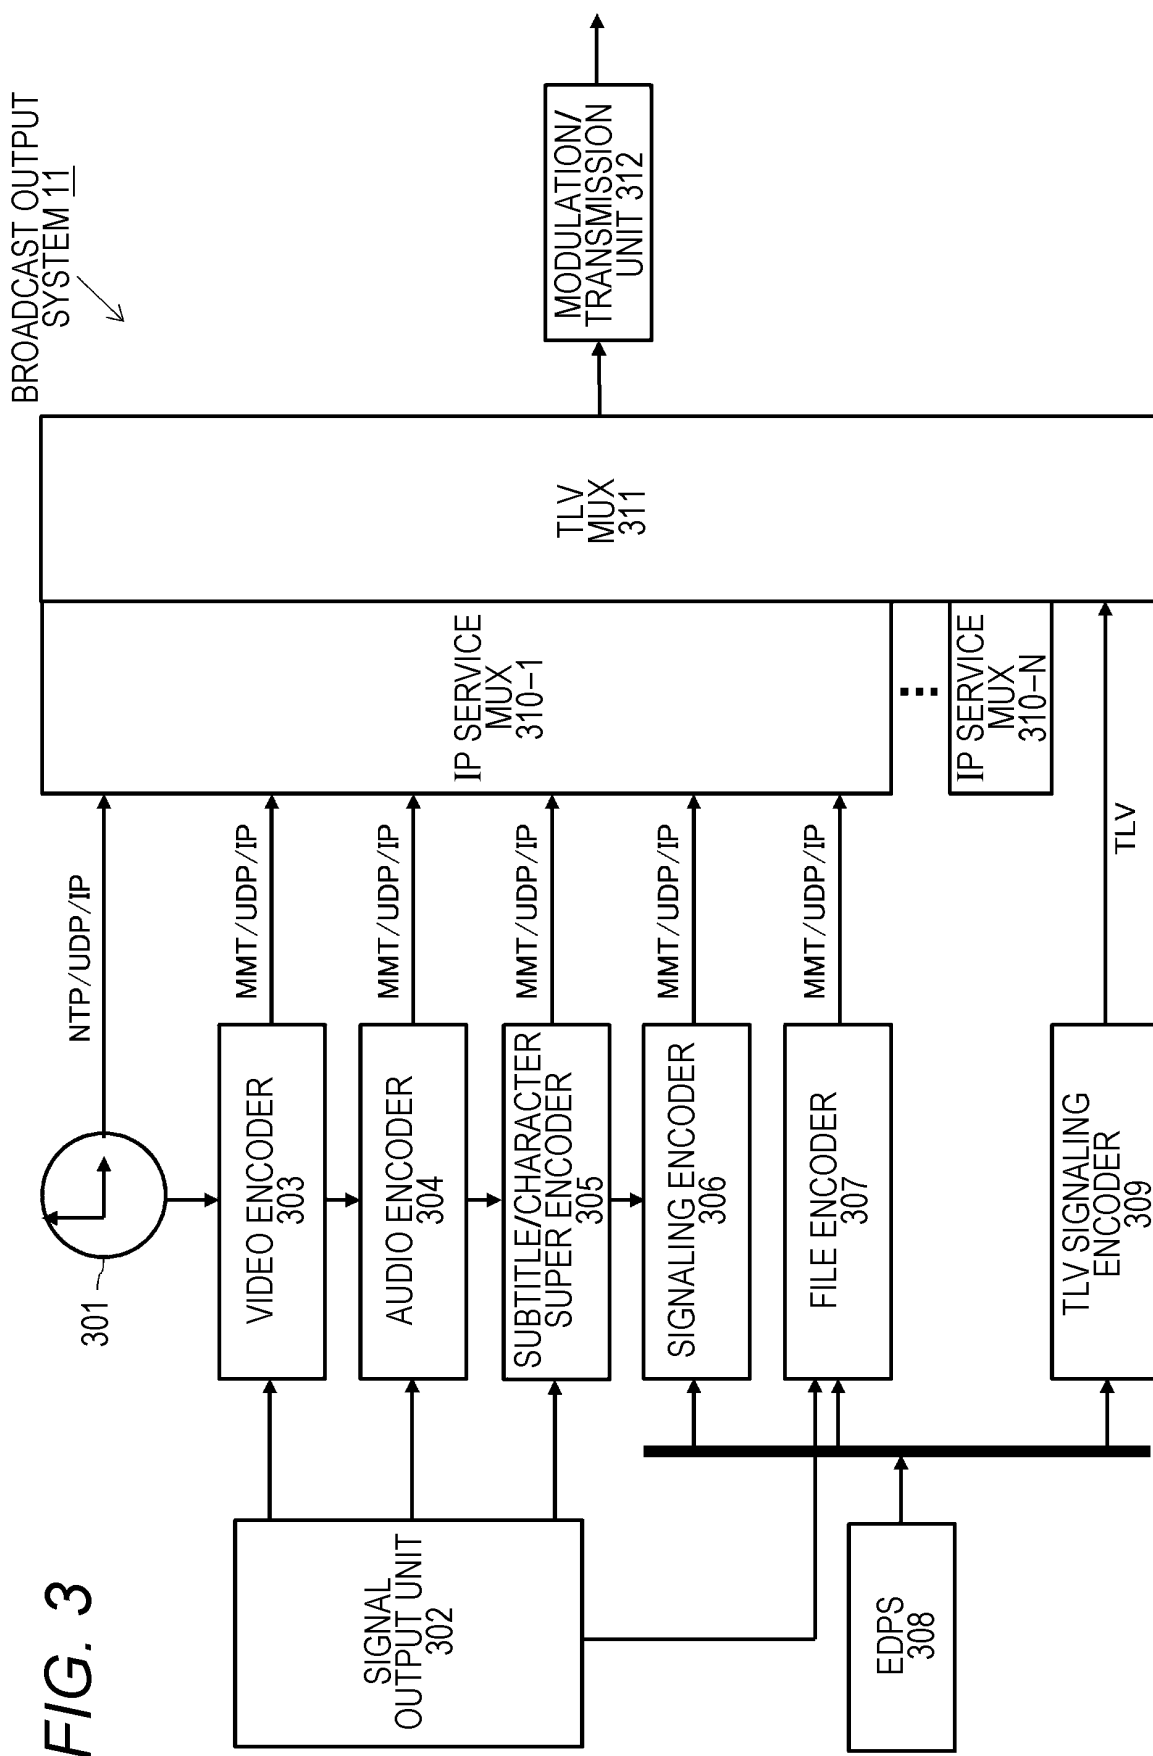 FIG. 3
BROADCAST OUTPUT
SYSTEM 11
301
NTP/UDP/IP
SIGNAL
OUTPUT UNIT
302
VIDEO ENCODER
303
MMT/UDP/IP
AUDIO ENCODER
304
MMT/UDP/IP
SUBTITLE/CHARACTER
SUPER ENCODER
305
MMT/UDP/IP
SIGNALING ENCODER
306
MMT/UDP/IP
FILE ENCODER
307
MMT/UDP/IP
EDPS
308
TLV SIGNALING
ENCODER
309
TLV
IP SERVICE
MUX
310-1
IP SERVICE
MUX
310-N
TLV
MUX
311
MODULATION/
TRANSMISSION
UNIT 312